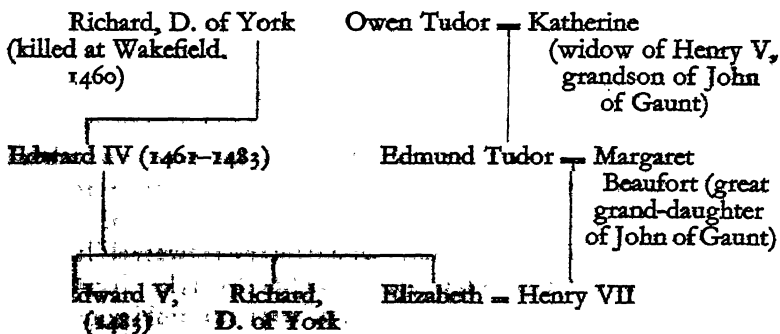 Richard, D. of York
(killed at Wakefield.
1460)
Owen Tudor = Katherine
(widow of Henry V,
grandson of John
of Gaunt)
Edward IV (1461–1483)
Edmund Tudor = Margaret
Beaufort (great
grand-daughter
of John of Gaunt)
Edward V,
(1483)
Richard,
D. of York
Elizabeth = Henry VII